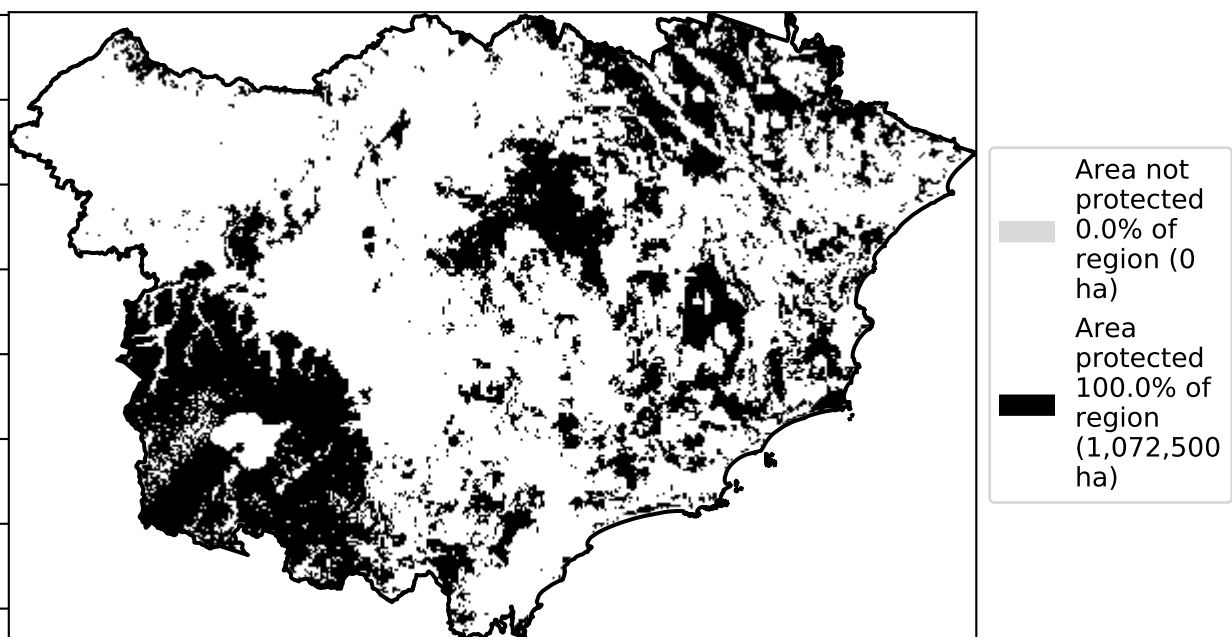 Area not
protected
0.0% of
region (0
ha)
Area
protected
100.0% of
region
(1,072,500
ha)